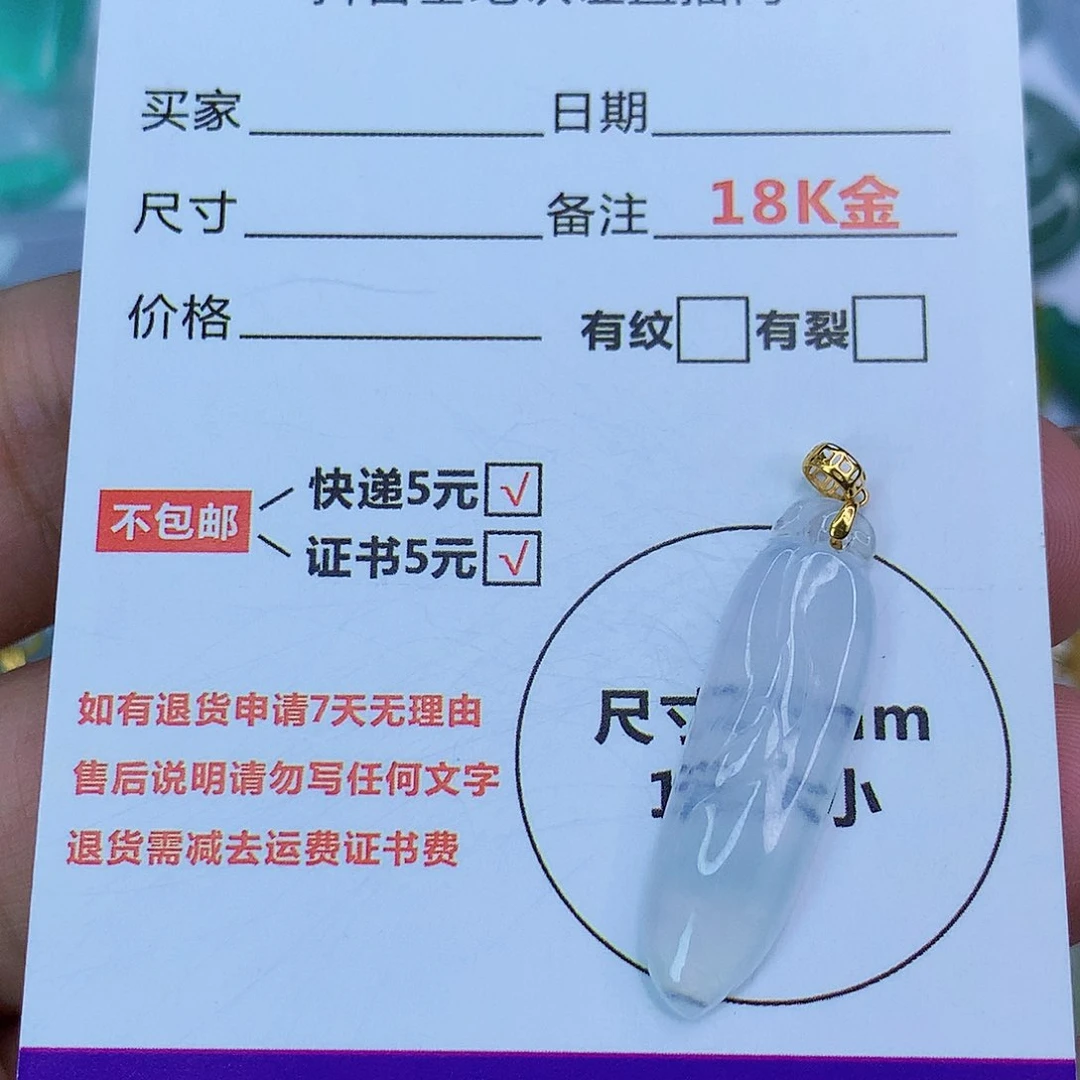 买家 日期
尺寸 备注 18K金
价格 有纹 有裂
不包邮
快递5元 √
证书5元 √
如有退货申请7天无理由
售后说明请勿写任何文字
退货需减去运费证书费
尺寸
小